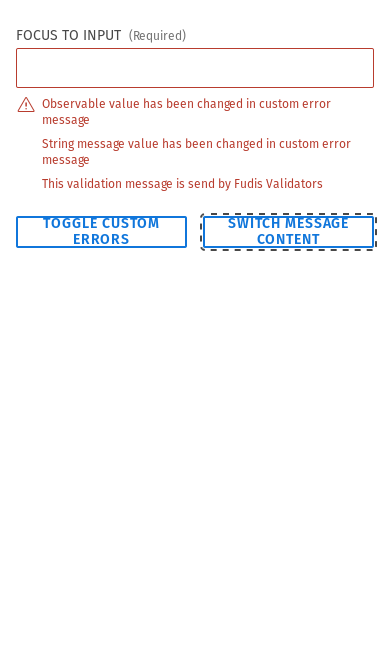 FOCUS TO INPUT (Required)
Observable value has been changed in custom error
message
String message value has been changed in custom error
message
This validation message is send by Fudis Validators
TOGGLE CUSTOM
ERRORS
SWITCH MESSAGE
CONTENT